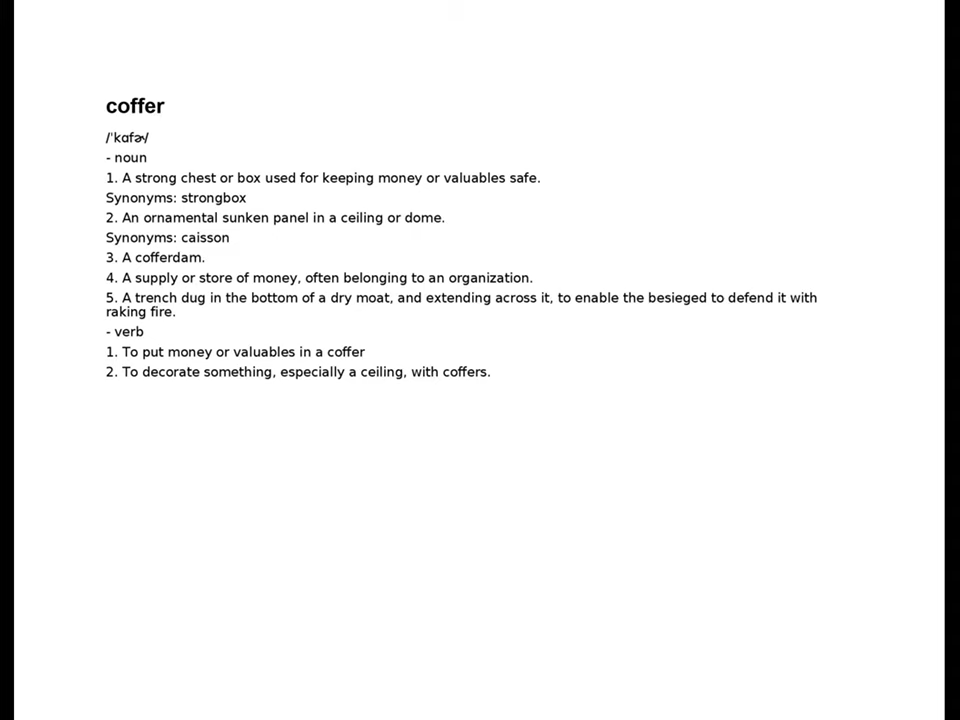 coffer
/ˈkɑfɚ/
- noun
1. A strong chest or box used for keeping money or valuables safe.
Synonyms: strongbox
2. An ornamental sunken panel in a ceiling or dome.
Synonyms: caisson
3. A cofferdam.
4. A supply or store of money, often belonging to an organization.
5. A trench dug in the bottom of a dry moat, and extending across it, to enable the besieged to defend it with
raking fire.
- verb
1. To put money or valuables in a coffer
2. To decorate something, especially a ceiling, with coffers.